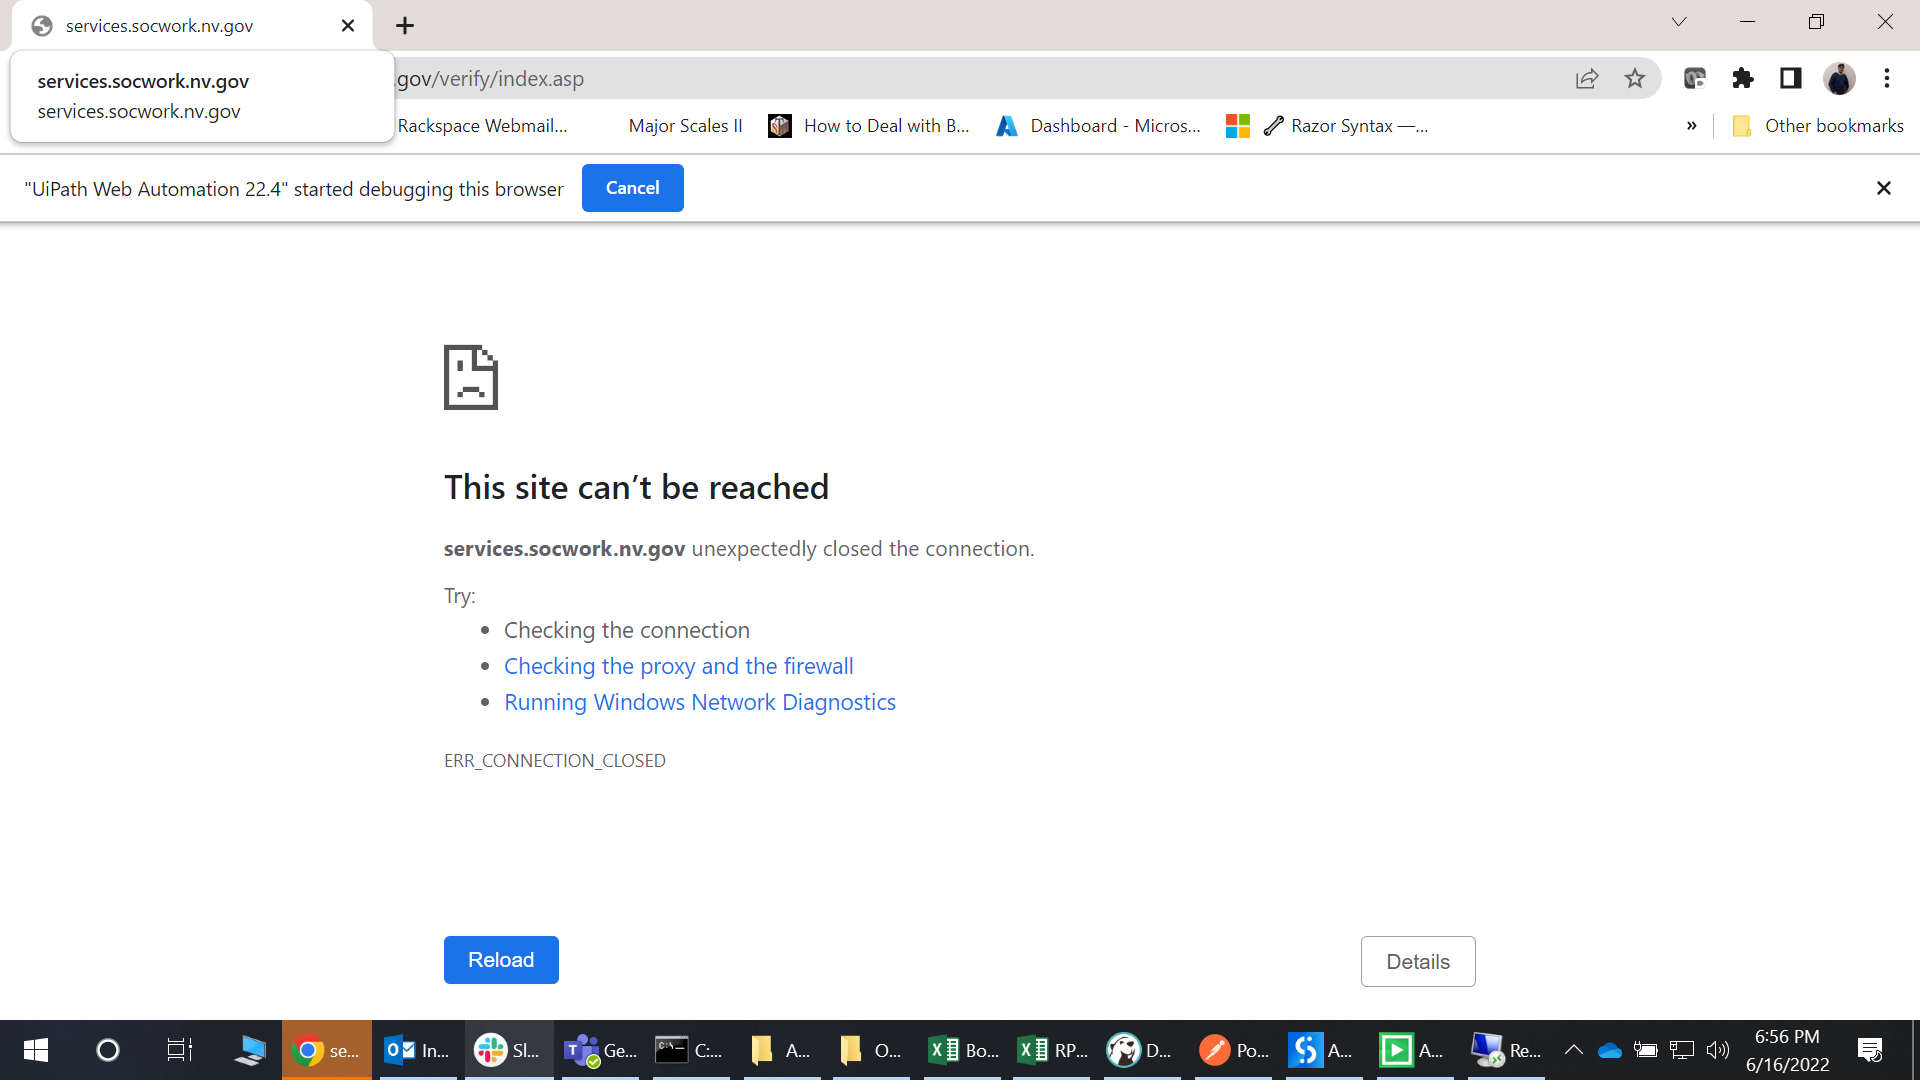 services.socwork.nv.gov
services.socwork.nv.gov
services.socwork.nv.gov
.gov/verify/index.asp
Rackspace Webmail...
Major Scales II
How to Deal with B...
Dashboard - Micros...
Razor Syntax —...
»
Other bookmarks
"UiPath Web Automation 22.4" started debugging this browser
Cancel
This site can’t be reached
services.socwork.nv.gov unexpectedly closed the connection.
Try:
• Checking the connection
• Checking the proxy and the firewall
• Running Windows Network Diagnostics
ERR_CONNECTION_CLOSED
Reload
Details
se...
In...
Sl...
Ge...
C:...
A...
O...
Bo...
RP...
D...
Po...
A...
A...
Re...
6:56 PM
6/16/2022